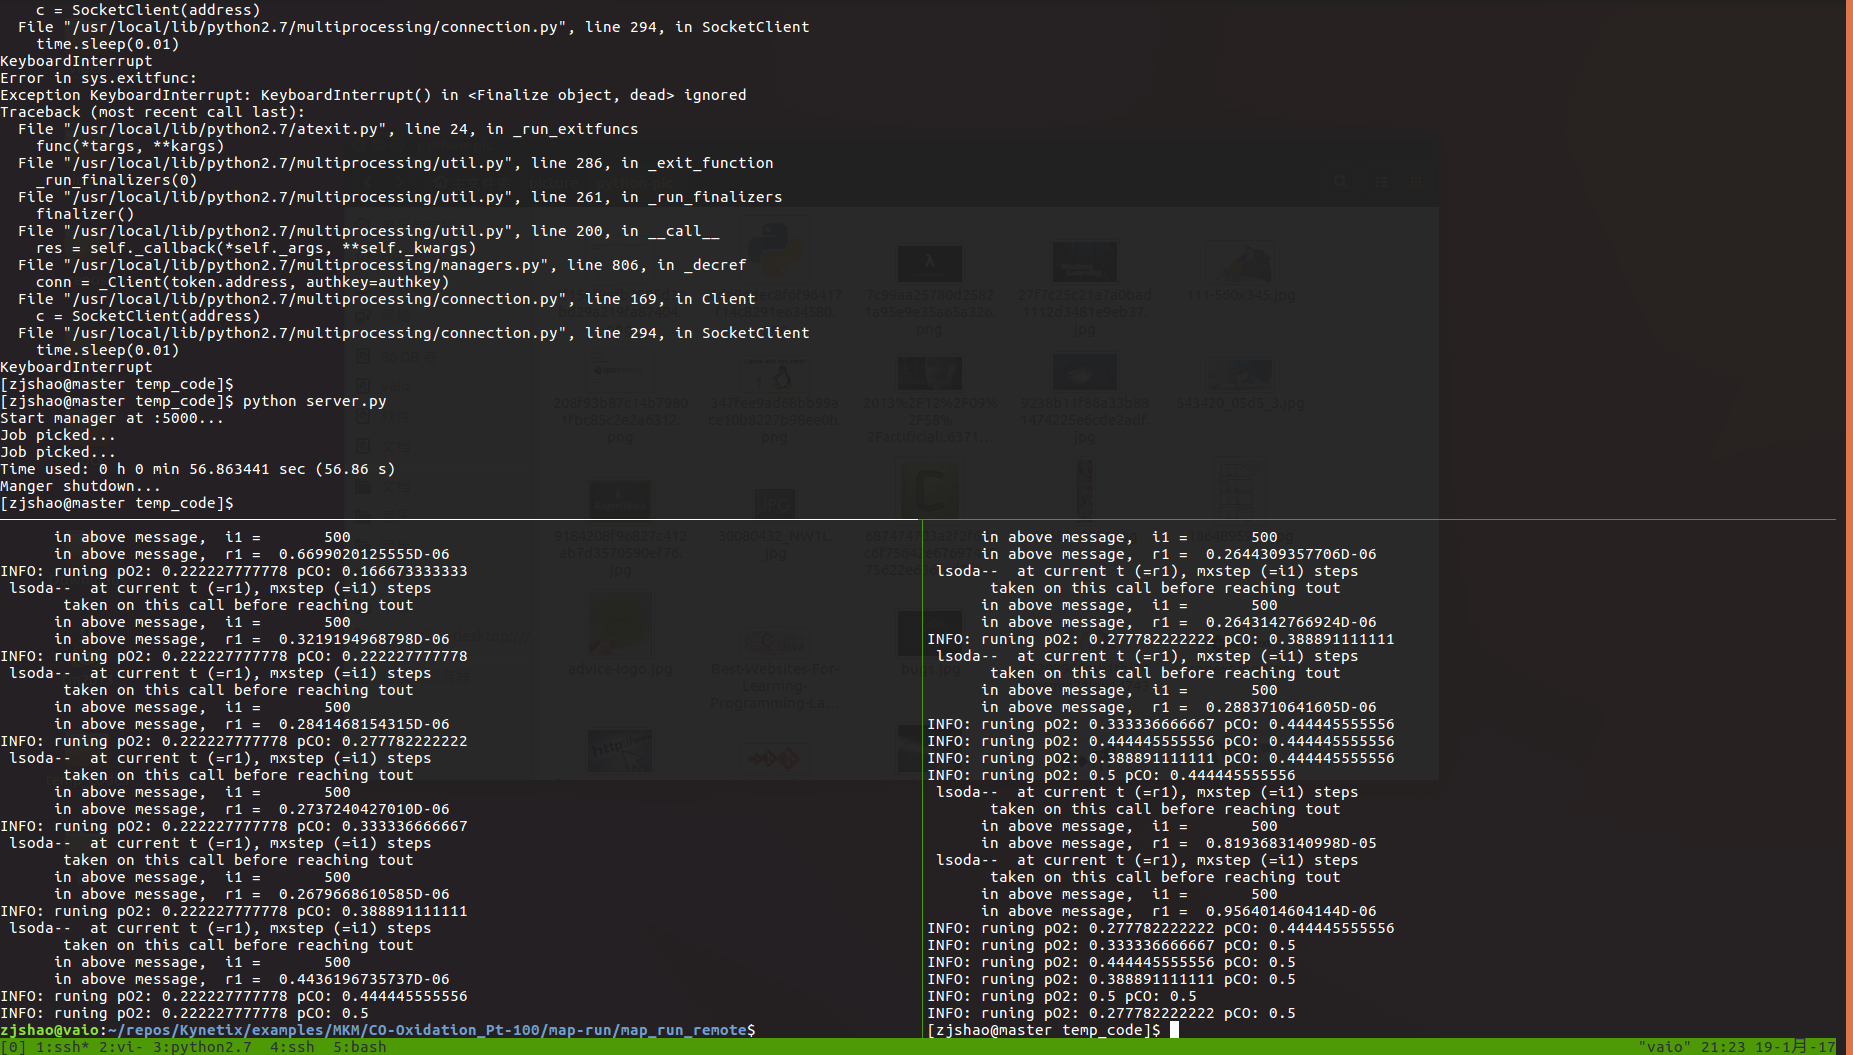 c = SocketClient(address)
  File "/usr/local/lib/python2.7/multiprocessing/connection.py", line 294, in SocketClient
    time.sleep(0.01)
KeyboardInterrupt
Error in sys.exitfunc:
Exception KeyboardInterrupt: KeyboardInterrupt() in <Finalize object, dead> ignored
Traceback (most recent call last):
  File "/usr/local/lib/python2.7/atexit.py", line 24, in _run_exitfuncs
    func(*targs, **kargs)
  File "/usr/local/lib/python2.7/multiprocessing/util.py", line 286, in _exit_function
    _run_finalizers(0)
  File "/usr/local/lib/python2.7/multiprocessing/util.py", line 261, in _run_finalizers
    finalizer()
  File "/usr/local/lib/python2.7/multiprocessing/util.py", line 200, in __call__
    res = self._callback(*self._args, **self._kwargs)
  File "/usr/local/lib/python2.7/multiprocessing/managers.py", line 806, in _decref
    conn = _Client(token.address, authkey=authkey)
  File "/usr/local/lib/python2.7/multiprocessing/connection.py", line 169, in Client
    c = SocketClient(address)
  File "/usr/local/lib/python2.7/multiprocessing/connection.py", line 294, in SocketClient
    time.sleep(0.01)
KeyboardInterrupt
[zjshao@master temp_code]$
[zjshao@master temp_code]$ python server.py
Start manager at :5000...
Job picked...
Job picked...
Time used: 0 h 0 min 56.863441 sec (56.86 s)
Manger shutdown...
[zjshao@master temp_code]$
      in above message,  i1 =       500
      in above message,  r1 =  0.6699020125555D-06
INFO: runing pO2: 0.222227777778 pCO: 0.166673333333
 lsoda--  at current t (=r1), mxstep (=i1) steps
       taken on this call before reaching tout
      in above message,  i1 =       500
      in above message,  r1 =  0.3219194968798D-06
INFO: runing pO2: 0.222227777778 pCO: 0.222227777778
 lsoda--  at current t (=r1), mxstep (=i1) steps
       taken on this call before reaching tout
      in above message,  i1 =       500
      in above message,  r1 =  0.2841468154315D-06
INFO: runing pO2: 0.222227777778 pCO: 0.277782222222
 lsoda--  at current t (=r1), mxstep (=i1) steps
       taken on this call before reaching tout
      in above message,  i1 =       500
      in above message,  r1 =  0.2737240427010D-06
INFO: runing pO2: 0.222227777778 pCO: 0.333336666667
 lsoda--  at current t (=r1), mxstep (=i1) steps
       taken on this call before reaching tout
      in above message,  i1 =       500
      in above message,  r1 =  0.2679668610585D-06
INFO: runing pO2: 0.222227777778 pCO: 0.388891111111
 lsoda--  at current t (=r1), mxstep (=i1) steps
       taken on this call before reaching tout
      in above message,  i1 =       500
      in above message,  r1 =  0.4436196735737D-06
INFO: runing pO2: 0.222227777778 pCO: 0.444445555556
INFO: runing pO2: 0.222227777778 pCO: 0.5
zjshao@vaio:~/repos/Kynetix/examples/MKM/CO-Oxidation_Pt-100/map-run/map_run_remote$
      in above message,  i1 =       500
      in above message,  r1 =  0.2644309357706D-06
 lsoda--  at current t (=r1), mxstep (=i1) steps
       taken on this call before reaching tout
      in above message,  i1 =       500
      in above message,  r1 =  0.2643142766924D-06
INFO: runing pO2: 0.277782222222 pCO: 0.388891111111
 lsoda--  at current t (=r1), mxstep (=i1) steps
       taken on this call before reaching tout
      in above message,  i1 =       500
      in above message,  r1 =  0.2883710641605D-06
INFO: runing pO2: 0.333336666667 pCO: 0.444445555556
INFO: runing pO2: 0.444445555556 pCO: 0.444445555556
INFO: runing pO2: 0.388891111111 pCO: 0.444445555556
INFO: runing pO2: 0.5 pCO: 0.444445555556
 lsoda--  at current t (=r1), mxstep (=i1) steps
       taken on this call before reaching tout
      in above message,  i1 =       500
      in above message,  r1 =  0.8193683140998D-05
 lsoda--  at current t (=r1), mxstep (=i1) steps
       taken on this call before reaching tout
      in above message,  i1 =       500
      in above message,  r1 =  0.9564014604144D-06
INFO: runing pO2: 0.277782222222 pCO: 0.444445555556
INFO: runing pO2: 0.333336666667 pCO: 0.5
INFO: runing pO2: 0.444445555556 pCO: 0.5
INFO: runing pO2: 0.388891111111 pCO: 0.5
INFO: runing pO2: 0.5 pCO: 0.5
INFO: runing pO2: 0.277782222222 pCO: 0.5
[zjshao@master temp_code]$
[0] 1:ssh* 2:vi- 3:python2.7  4:ssh  5:bash "vaio" 21:23 19-1月-17